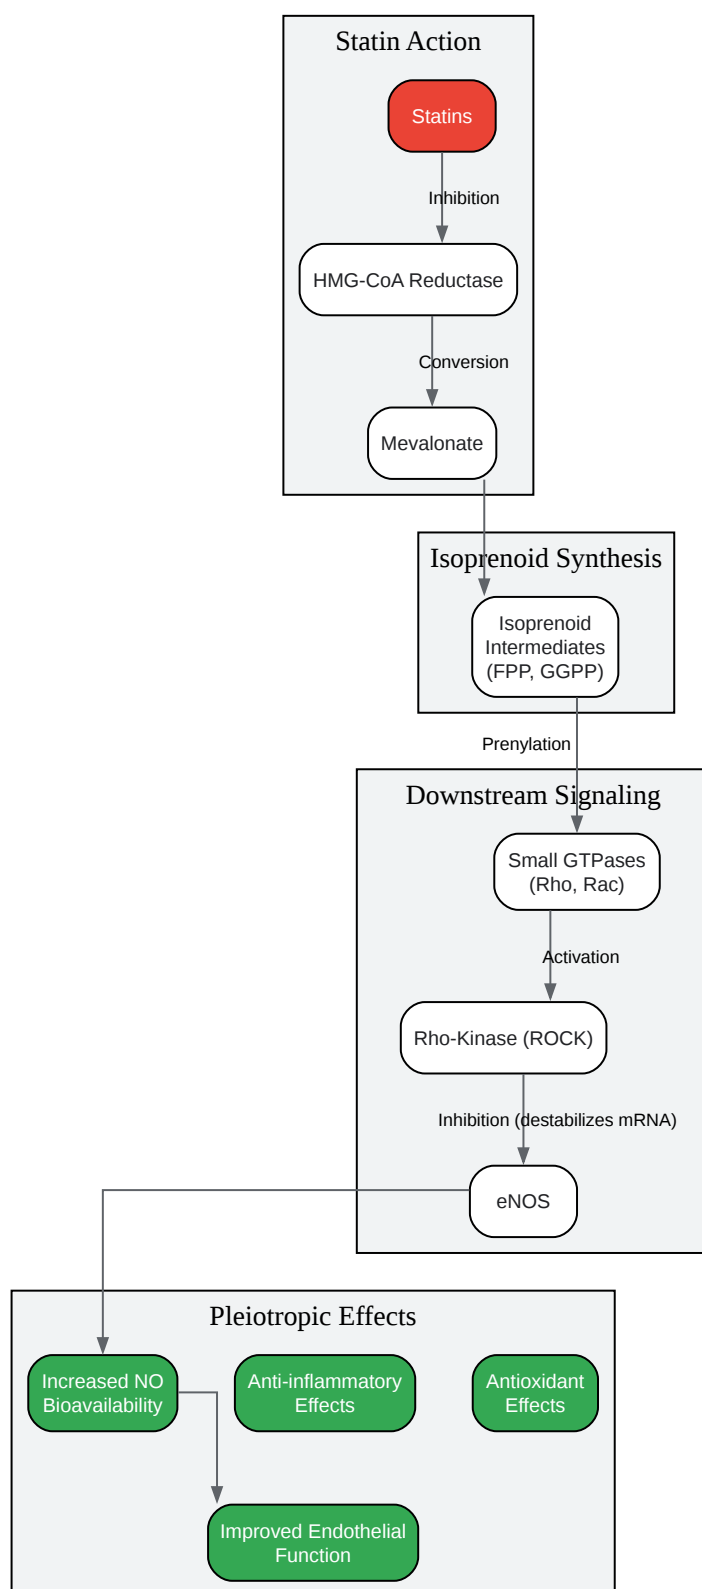 Statin Action
Statins
Inhibition
HMG-CoA Reductase
Conversion
Mevalonate
Isoprenoid Synthesis
Isoprenoid
Intermediates
(FPP, GGPP)
Prenylation
Downstream Signaling
Small GTPases
(Rho, Rac)
Activation
Rho-Kinase (ROCK)
Inhibition (destabilizes mRNA)
eNOS
Pleiotropic Effects
Increased NO
Bioavailability
Anti-inflammatory
Effects
Antioxidant
Effects
Improved Endothelial
Function